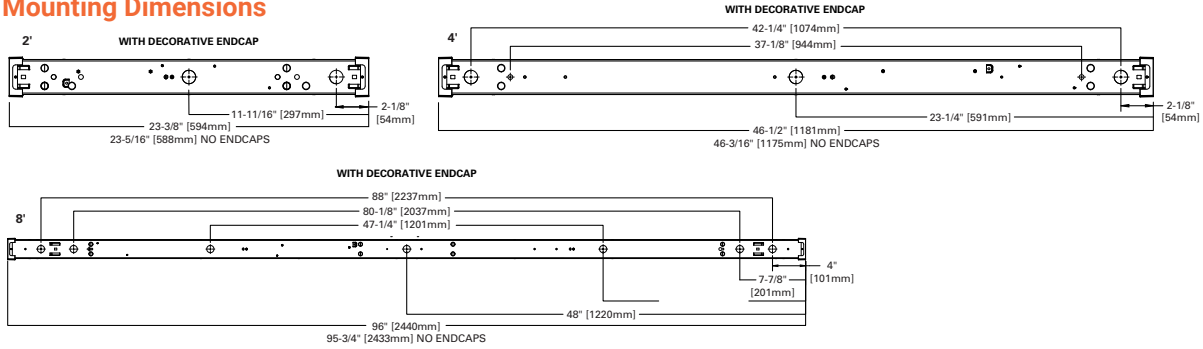 Mounting Dimensions
2'
WITH DECORATIVE ENDCAP
11-11/16" [297mm]
2-1/8"
[54mm]
23-3/8" [594mm]
23-5/16" [588mm] NO ENDCAPS
WITH DECORATIVE ENDCAP
4'
42-1/4" [1074mm]
37-1/8" [944mm]
23-1/4" [591mm]
2-1/8"
[54mm]
46-1/2" [1181mm]
46-3/16" [1175mm] NO ENDCAPS
WITH DECORATIVE ENDCAP
8'
88" [2237mm]
80-1/8" [2037mm]
47-1/4" [1201mm]
4"
[101mm]
7-7/8"
[201mm]
48" [1220mm]
96" [2440mm]
95-3/4" [2433mm] NO ENDCAPS